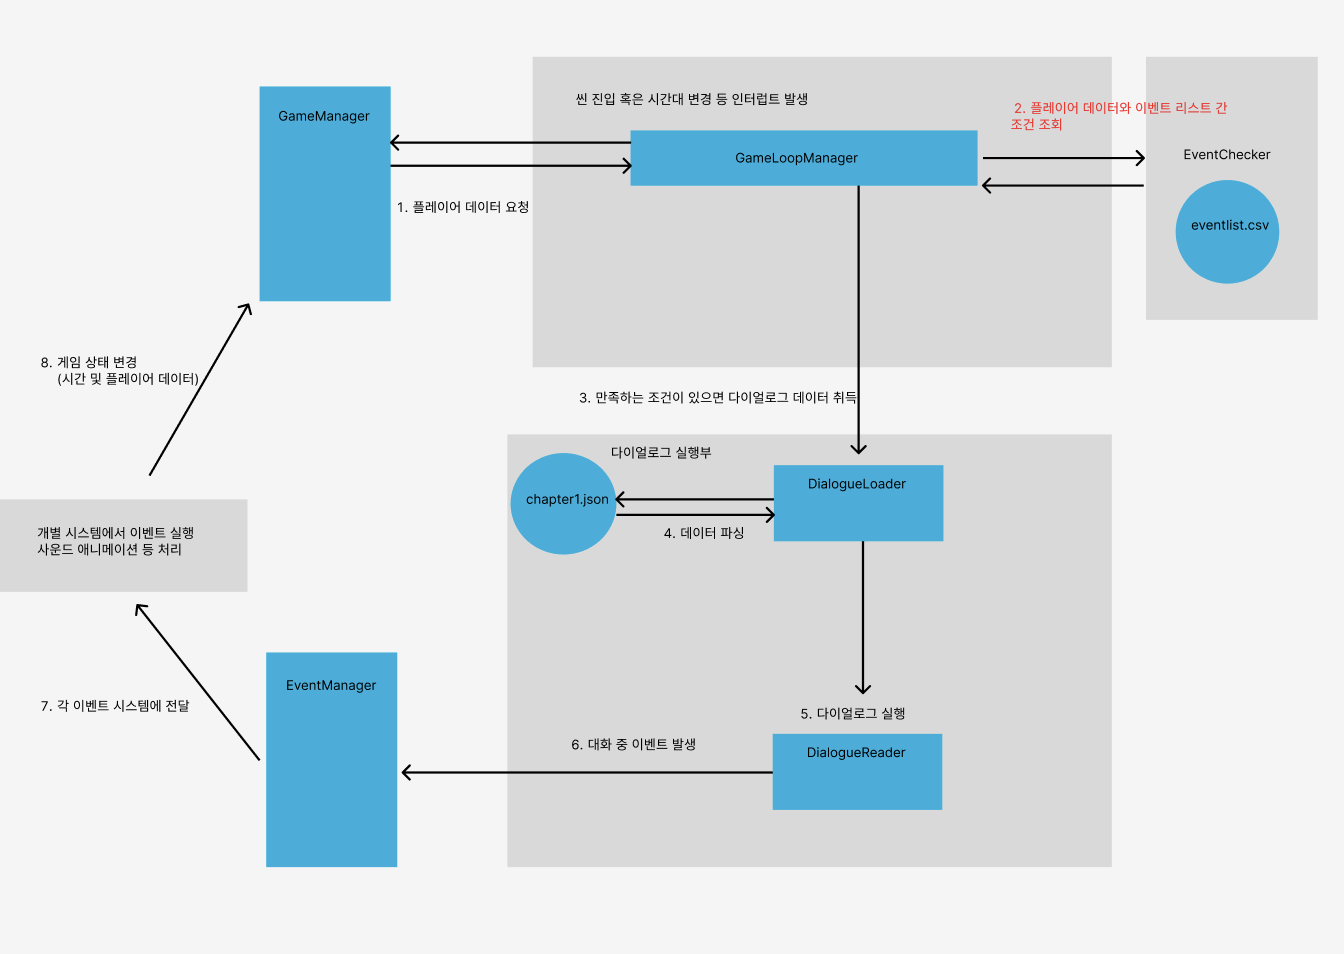 씬 진입 혹은 시간대 변경 등 인터럽트 발생
GameManager
GameLoopManager
2. 플레이어 데이터와 이벤트 리스트 간
조건 조회
EventChecker
eventlist.csv
1. 플레이어 데이터 요청
8. 게임 상태 변경
(시간 및 플레이어 데이터)
3. 만족하는 조건이 있으면 다이얼로그 데이터 취득
다이얼로그 실행부
chapter1.json
DialogueLoader
4. 데이터 파싱
개별 시스템에서 이벤트 실행
사운드 애니메이션 등 처리
EventManager
7. 각 이벤트 시스템에 전달
5. 다이얼로그 실행
6. 대화 중 이벤트 발생
DialogueReader